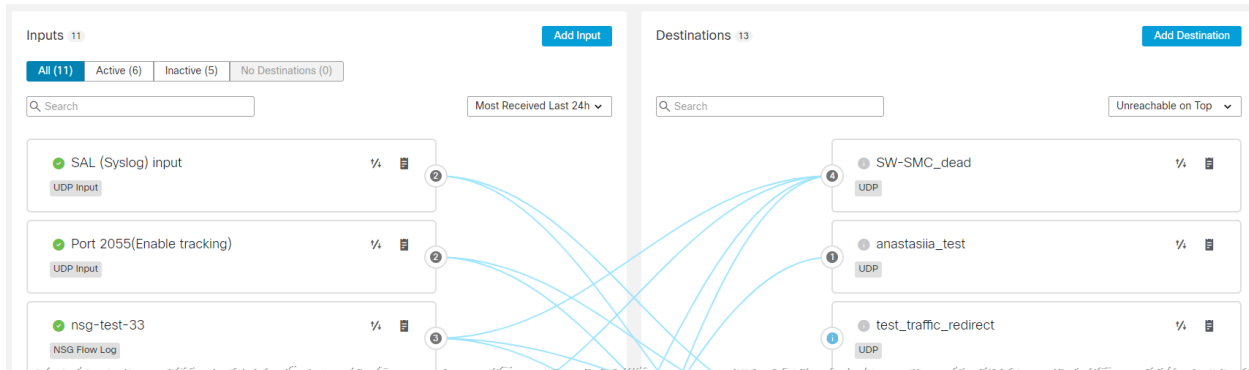 Inputs 11
Add Input
All (11) Active (6) Inactive (5) No Destinations (0)
Search
Most Received Last 24h
SAL (Syslog) input
UDP Input
2
Port 2055(Enable tracking)
UDP Input
2
nsg-test-33
NSG Flow Log
3
Destinations 13
Add Destination
Search
Unreachable on Top
SW-SMC_dead
4
UDP
anastasiia_test
1
UDP
test_traffic_redirect
UDP